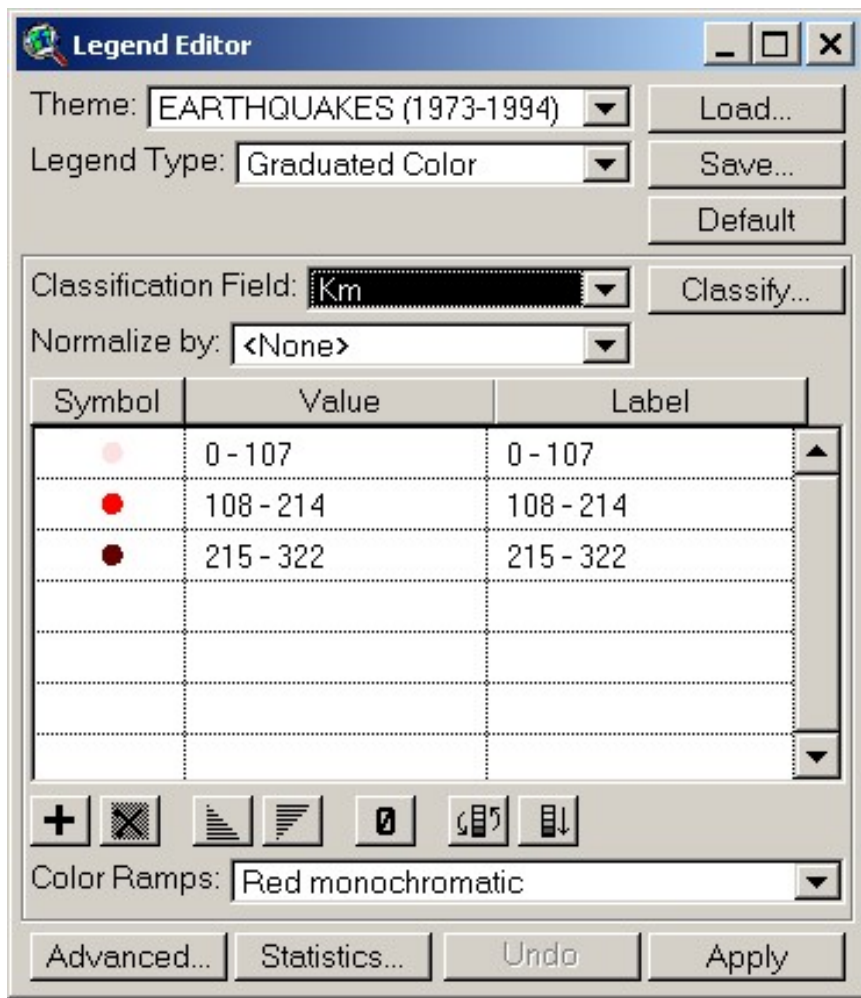 Legend Editor
Theme: EARTHQUAKES (1973-1994) Load...
Legend Type: Graduated Color Save...
Default
Classification Field: Km Classify...
Normalize by: <None>
Symbol Value Label
0 - 107 0 - 107
108 - 214 108 - 214
215 - 322 215 - 322
0
Color Ramps: Red monochromatic
Advanced... Statistics... Undo Apply